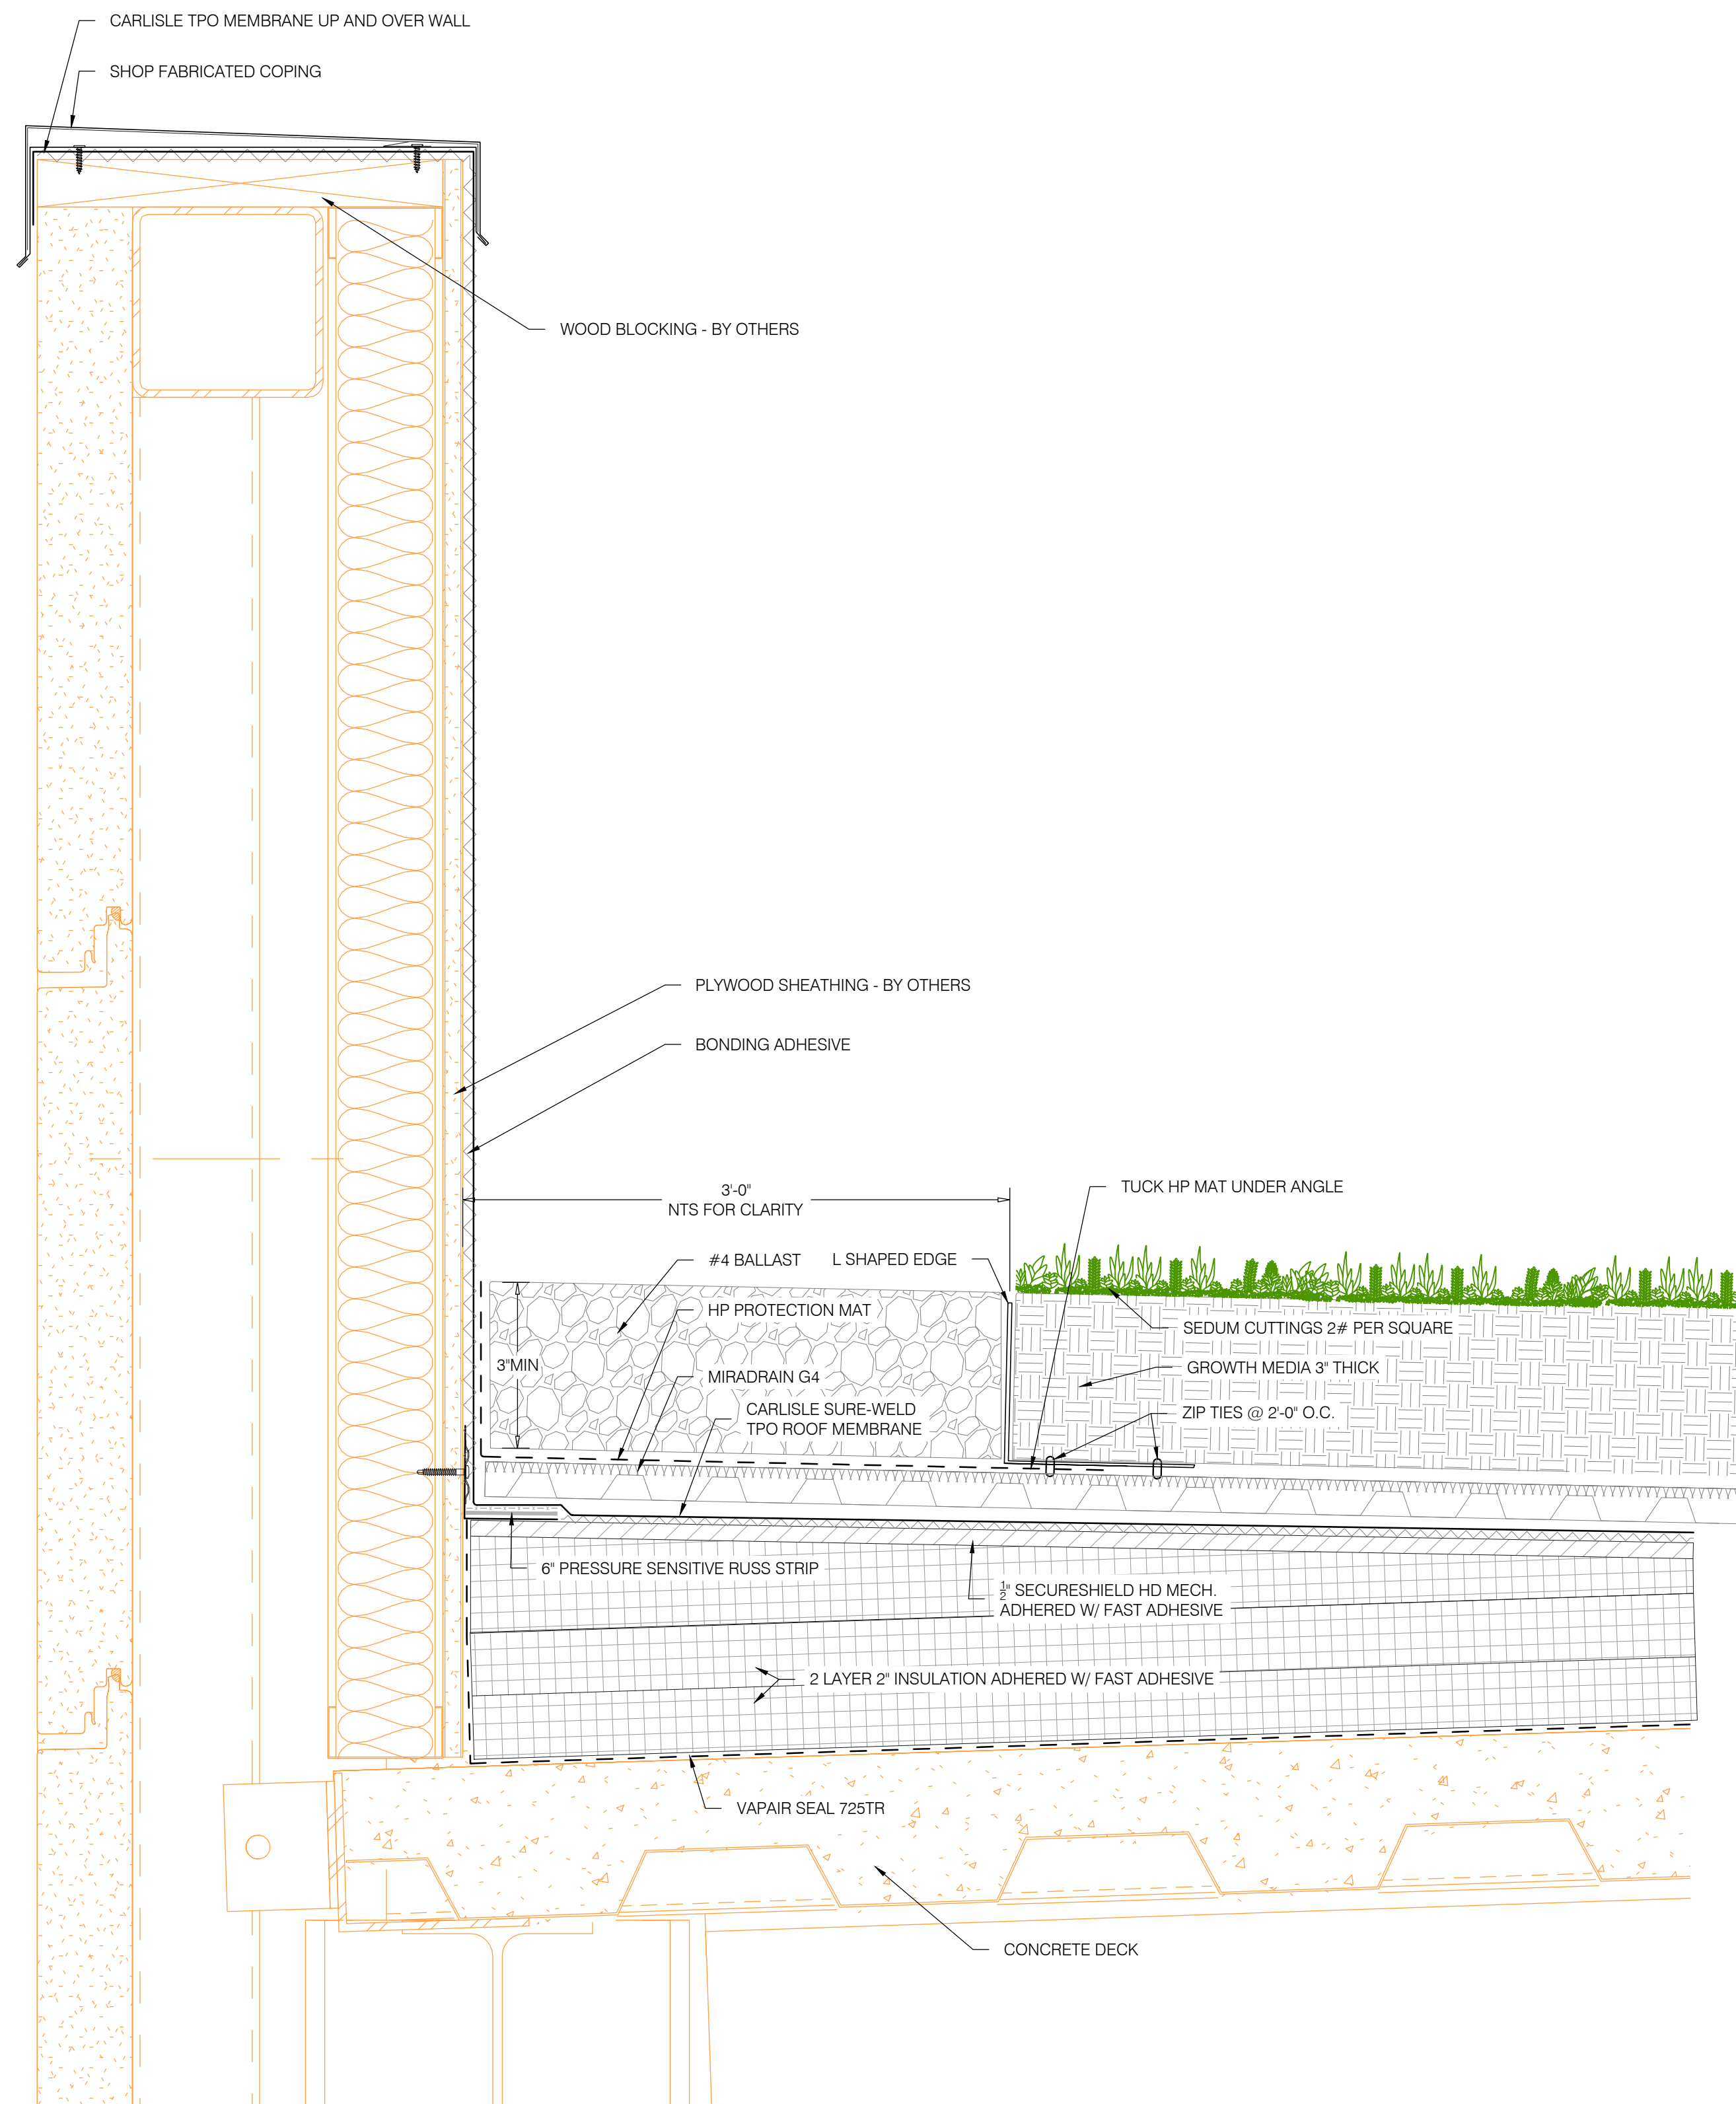 CARLISLE TPO MEMBRANE UP AND OVER WALL
SHOP FABRICATED COPING
WOOD BLOCKING - BY OTHERS
PLYWOOD SHEATHING - BY OTHERS
BONDING ADHESIVE
3'-0"
NTS FOR CLARITY
TUCK HP MAT UNDER ANGLE
#4 BALLAST
L SHAPED EDGE
HP PROTECTION MAT
SEDUM CUTTINGS 2# PER SQUARE
3"MIN
GROWTH MEDIA 3" THICK
MIRADRAIN G4
CARLISLE SURE-WELD
TPO ROOF MEMBRANE
ZIP TIES @ 2'-0" O.C.
6" PRESSURE SENSITIVE RUSS STRIP
1/2" SECURESHIELD HD MECH.
ADHERED W/ FAST ADHESIVE
2 LAYER 2" INSULATION ADHERED W/ FAST ADHESIVE
VAPAIR SEAL 725TR
CONCRETE DECK